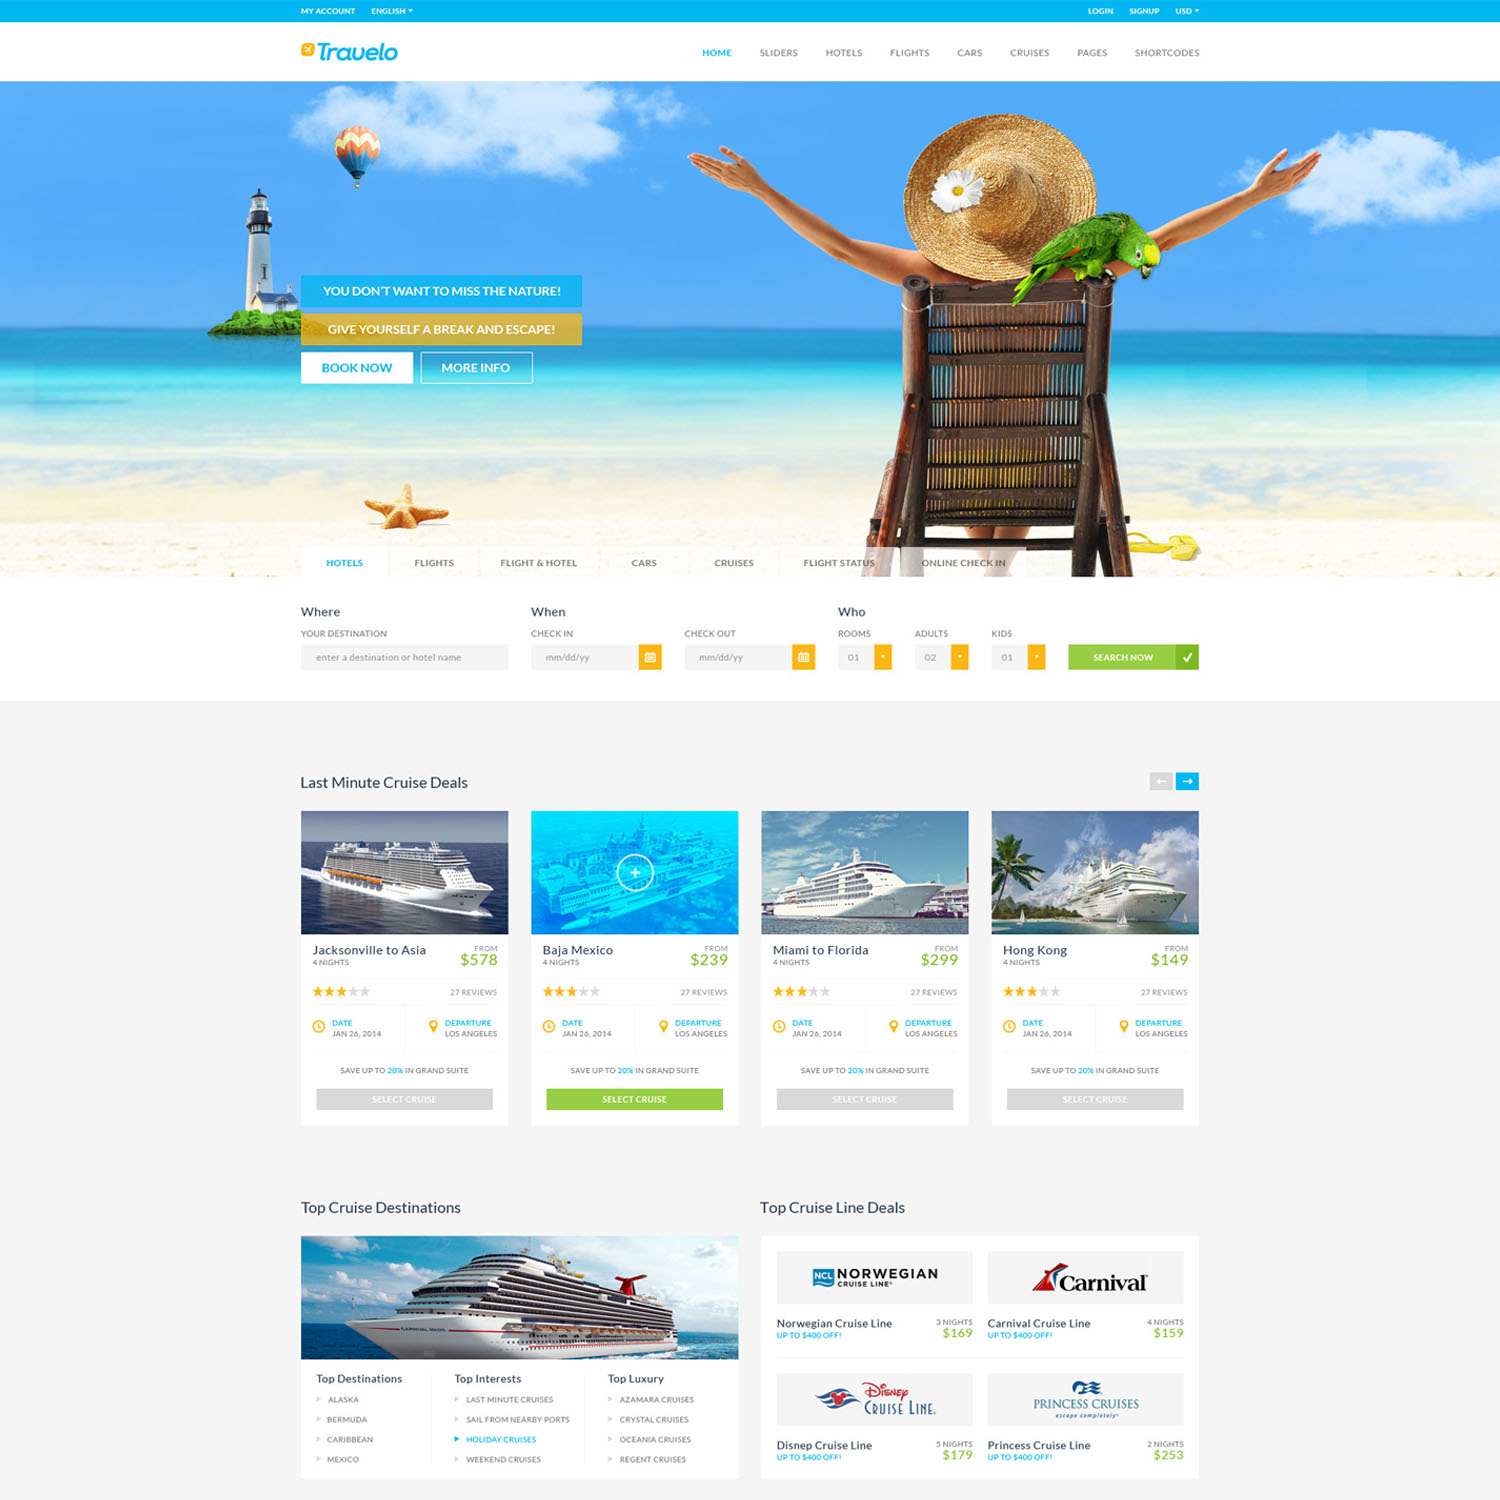 MY ACCOUNT ENGLISH LOGIN SIGNUP USD
Travelo
HOME SLIDERS HOTELS FLIGHTS CARS CRUISES PAGES SHORTCODES
YOU DON'T WANT TO MISS THE NATURE!
GIVE YOURSELF A BREAK AND ESCAPE!
BOOK NOW MORE INFO
HOTELS FLIGHTS FLIGHT & HOTEL CARS CRUISES FLIGHT STATUS ONLINE CHECK IN
Where When Who
YOUR DESTINATION CHECK IN CHECK OUT ROOMS ADULTS KIDS
enter a destination or hotel name mm/dd/yy mm/dd/yy 01 02 01 SEARCH NOW
Last Minute Cruise Deals
Jacksonville to Asia
4 NIGHTS
FROM
$578
27 REVIEWS
DATE
JAN 26, 2014
DEPARTURE
LOS ANGELES
SAVE UP TO 20% IN GRAND SUITE
SELECT CRUISE
Baja Mexico
4 NIGHTS
FROM
$239
27 REVIEWS
DATE
JAN 26, 2014
DEPARTURE
LOS ANGELES
SAVE UP TO 20% IN GRAND SUITE
SELECT CRUISE
Miami to Florida
4 NIGHTS
FROM
$299
27 REVIEWS
DATE
JAN 26, 2014
DEPARTURE
LOS ANGELES
SAVE UP TO 20% IN GRAND SUITE
SELECT CRUISE
Hong Kong
4 NIGHTS
FROM
$149
27 REVIEWS
DATE
JAN 26, 2014
DEPARTURE
LOS ANGELES
SAVE UP TO 20% IN GRAND SUITE
SELECT CRUISE
Top Cruise Destinations
CARNIVAL MAGIC
Top Destinations
ALASKA
BERMUDA
CARIBBEAN
MEXICO
Top Interests
LAST MINUTE CRUISES
SAIL FROM NEARBY PORTS
HOLIDAY CRUISES
WEEKEND CRUISES
Top Luxury
AZAMARA CRUISES
CRYSTAL CRUISES
OCEANIA CRUISES
REGENT CRUISES
Top Cruise Line Deals
NCL NORWEGIAN
CRUISE LINE®
Norwegian Cruise Line
UP TO $400 OFF!
3 NIGHTS
$169
Carnival
Carnival Cruise Line
UP TO $400 OFF!
4 NIGHTS
$159
Disney
CRUISE LINE.
Disnep Cruise Line
UP TO $400 OFF!
5 NIGHTS
$179
PRINCESS CRUISES
escape completely®
Princess Cruise Line
UP TO $400 OFF!
2 NIGHTS
$253